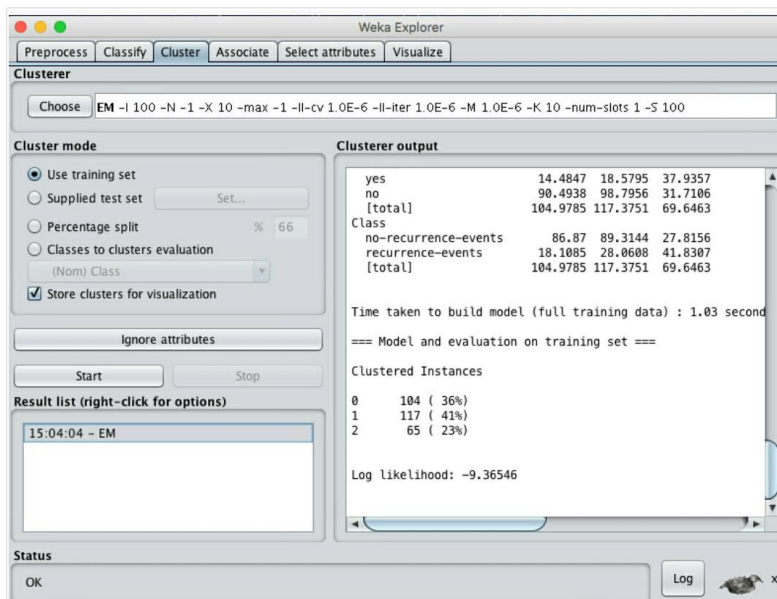 Weka Explorer
Preprocess Classify Cluster Associate Select attributes Visualize
Clusterer
Choose EM -I 100 -N -1 -X 10 -max -1 -ll-cv 1.0E-6 -ll-iter 1.0E-6 -M 1.0E-6 -K 10 -num-slots 1 -S 100
Cluster mode
Use training set
Supplied test set Set...
Percentage split % 66
Classes to clusters evaluation
(Nom) Class
Store clusters for visualization
Ignore attributes
Start Stop
Result list (right-click for options)
15:04:04 - EM
Clusterer output
yes 14.4847 18.5795 37.9357
no 90.4938 98.7956 31.7106
[total] 104.9785 117.3751 69.6463
Class
no-recurrence-events 86.87 89.3144 27.8156
recurrence-events 18.1085 28.0608 41.8307
[total] 104.9785 117.3751 69.6463
Time taken to build model (full training data) : 1.03 second
=== Model and evaluation on training set ===
Clustered Instances
0 104 ( 36%)
1 117 ( 41%)
2 65 ( 23%)
Log likelihood: -9.36546
Status
OK
Log x